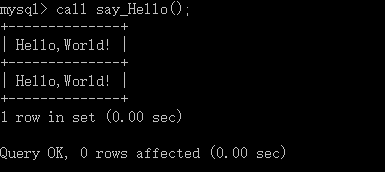 mysql> call say_Hello();
+--------------+
| Hello,World! |
+--------------+
| Hello,World! |
+--------------+
1 row in set (0.00 sec)

Query OK, 0 rows affected (0.00 sec)